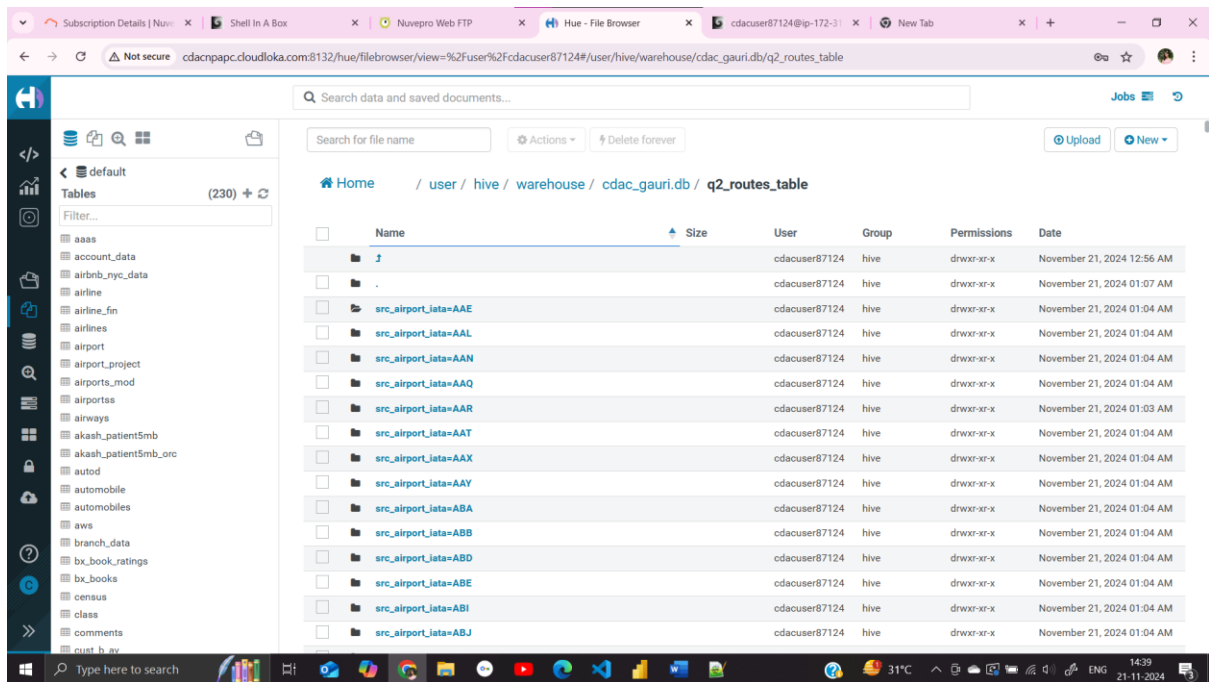 Subscription Details | Nuve
Shell In A Box
Nuvepro Web FTP
Hue - File Browser
cdacuser87124@ip-172-31
New Tab
Not secure cdacnpapc.cloudloka.com:8132/hue/filebrowser/view=%2Fuser%2Fcdacuser87124#/user/hive/warehouse/cdac_gauri.db/q2_routes_table
Search data and saved documents...
Jobs
default
Tables (230)
Filter...
aaas
account_data
airbnb_nyc_data
airline
airline_fin
airlines
airport
airport_project
airports_mod
airportss
airways
akash_patient5mb
akash_patient5mb_orc
autod
automobile
automobiles
aws
branch_data
bx_book_ratings
bx_books
census
class
comments
cust_b_ay
C
Search for file name Actions Delete forever Upload New
Home / user / hive / warehouse / cdac_gauri.db / q2_routes_table
Name Size User Group Permissions Date
cdacuser87124 hive drwxr-xr-x November 21, 2024 12:56 AM
. cdacuser87124 hive drwxr-xr-x November 21, 2024 01:07 AM
src_airport_iata=AAE cdacuser87124 hive drwxr-xr-x November 21, 2024 01:04 AM
src_airport_iata=AAL cdacuser87124 hive drwxr-xr-x November 21, 2024 01:04 AM
src_airport_iata=AAN cdacuser87124 hive drwxr-xr-x November 21, 2024 01:04 AM
src_airport_iata=AAQ cdacuser87124 hive drwxr-xr-x November 21, 2024 01:04 AM
src_airport_iata=AAR cdacuser87124 hive drwxr-xr-x November 21, 2024 01:03 AM
src_airport_iata=AAT cdacuser87124 hive drwxr-xr-x November 21, 2024 01:04 AM
src_airport_iata=AAX cdacuser87124 hive drwxr-xr-x November 21, 2024 01:04 AM
src_airport_iata=AAY cdacuser87124 hive drwxr-xr-x November 21, 2024 01:04 AM
src_airport_iata=ABA cdacuser87124 hive drwxr-xr-x November 21, 2024 01:04 AM
src_airport_iata=ABB cdacuser87124 hive drwxr-xr-x November 21, 2024 01:04 AM
src_airport_iata=ABD cdacuser87124 hive drwxr-xr-x November 21, 2024 01:04 AM
src_airport_iata=ABE cdacuser87124 hive drwxr-xr-x November 21, 2024 01:04 AM
src_airport_iata=ABI cdacuser87124 hive drwxr-xr-x November 21, 2024 01:04 AM
src_airport_iata=ABJ cdacuser87124 hive drwxr-xr-x November 21, 2024 01:04 AM
Type here to search
31°C
ENG
14:39
21-11-2024
3